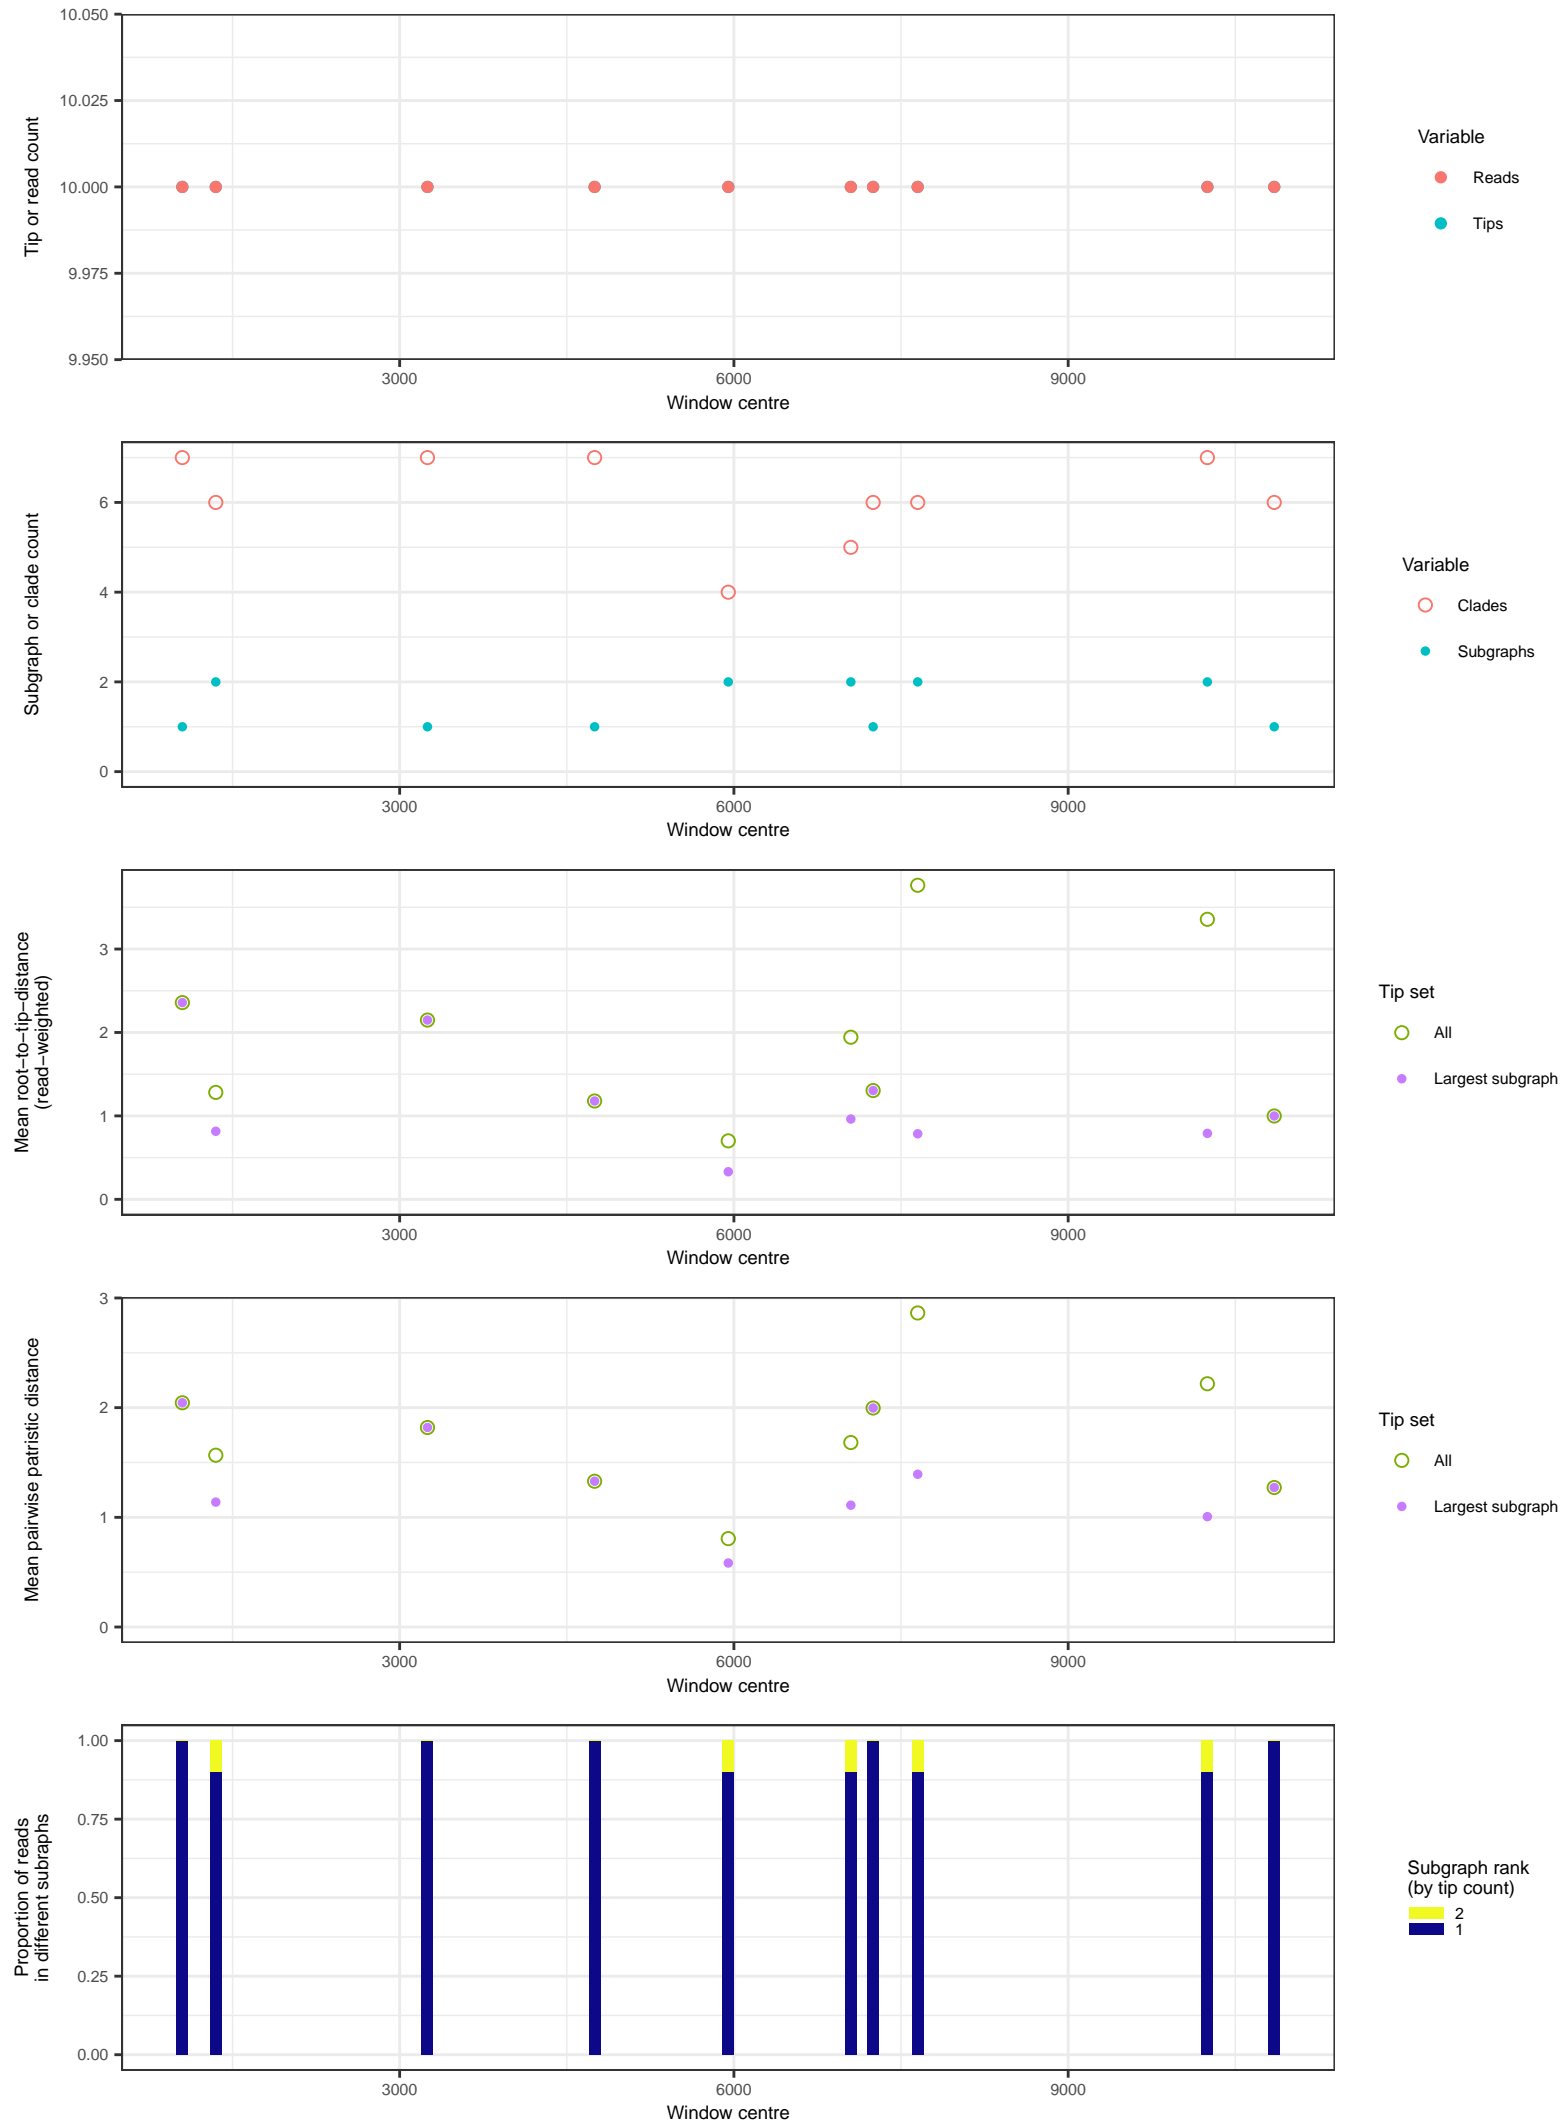 10.050
10.025
10.000
9.975
9.950
Tip or read count
3000 6000 9000
Window centre
Variable
Reads
Tips
6
4
2
0
Subgraph or clade count
3000 6000 9000
Window centre
Variable
Clades
Subgraphs
3
2
1
0
Mean root−to−tip−distance
(read−weighted)
3000 6000 9000
Window centre
Tip set
All
Largest subgraph
3
2
1
0
Mean pairwise patristic distance
3000 6000 9000
Window centre
Tip set
All
Largest subgraph
1.00
0.75
0.50
0.25
0.00
Proportion of reads
in different subraphs
3000 6000 9000
Window centre
Subgraph rank
(by tip count)
2
1